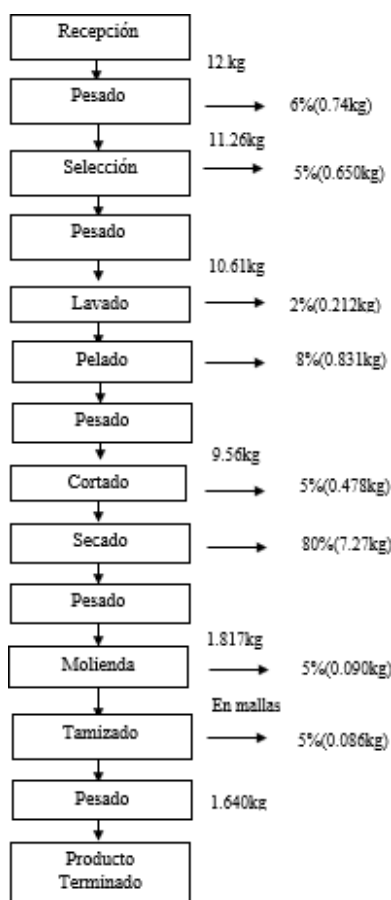 Recepción
12.kg
Pesado
6%(0.74kg)
11.26kg
Selección
5%(0.650kg)
Pesado
10.61kg
Lavado
2%(0.212kg)
Pelado
8%(0.831kg)
Pesado
9.56kg
Cortado
5%(0.478kg)
Secado
80%(7.27kg)
Pesado
1.817kg
Molienda
5%(0.090kg)
En mallas
Tamizado
5%(0.086kg)
Pesado
1.640kg
Producto
Terminado